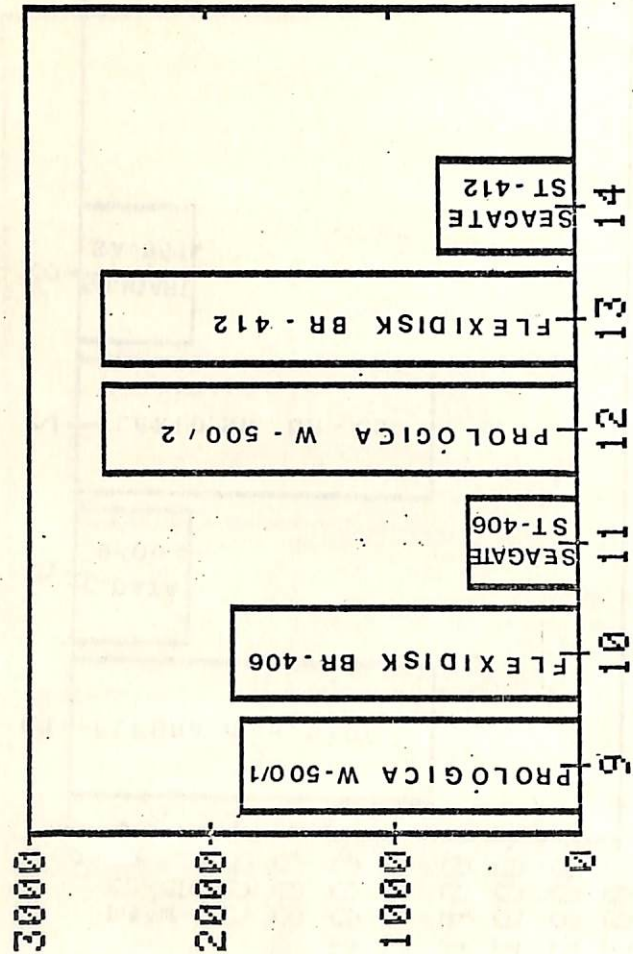 3000
2000
1000
0
PROLOGICA W-500/1
FLEXIDISK BR-406
SEAGATE
ST-406
PROLOGICA W-500/2
FLEXIDISK BR-412
SEAGATE
ST-412
9
10
11
12
13
14